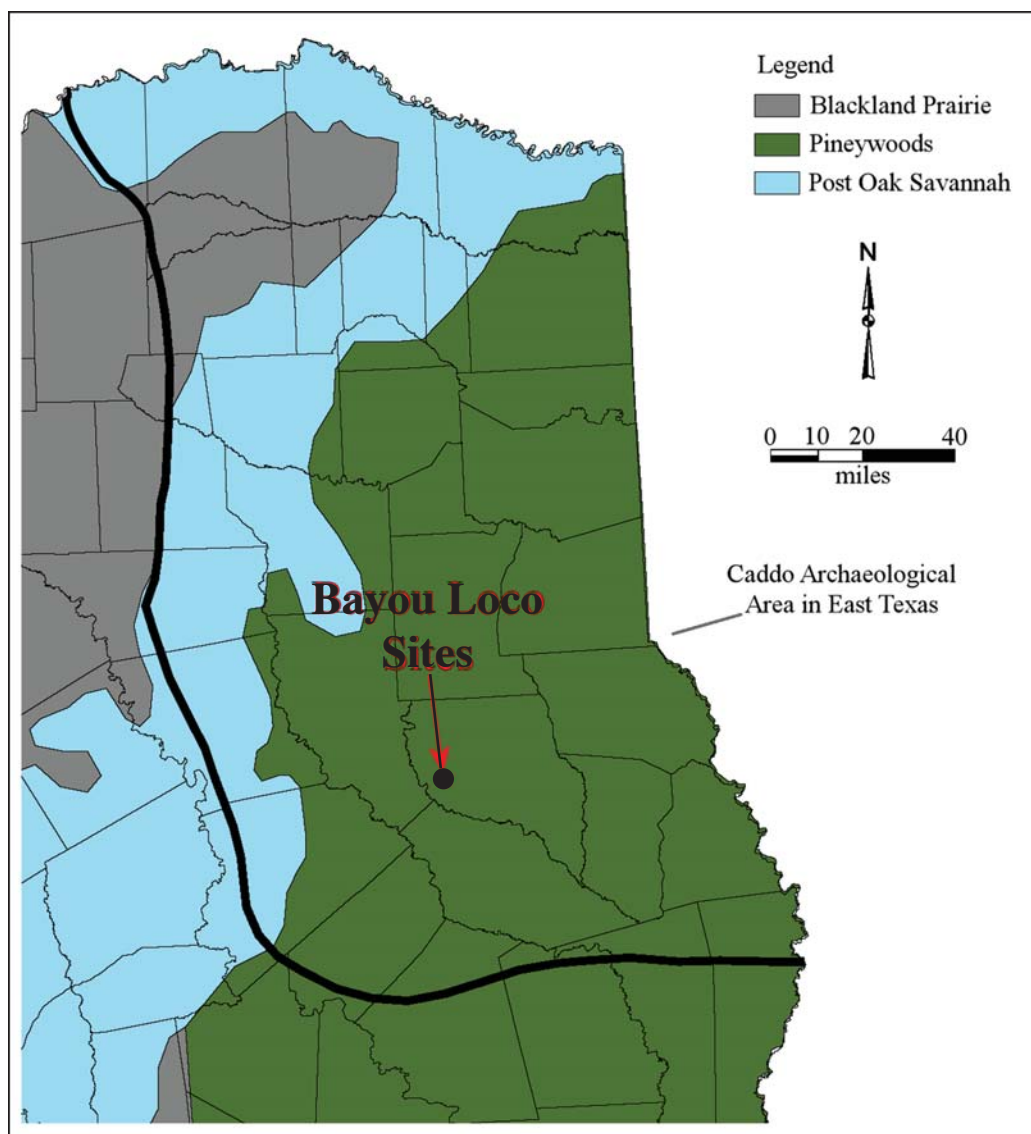 Legend
Blackland Prairie
Pineywoods
Post Oak Savannah
N
0 10 20 40
miles
Caddo Archaeological
Area in East Texas
Bayou Loco
Sites